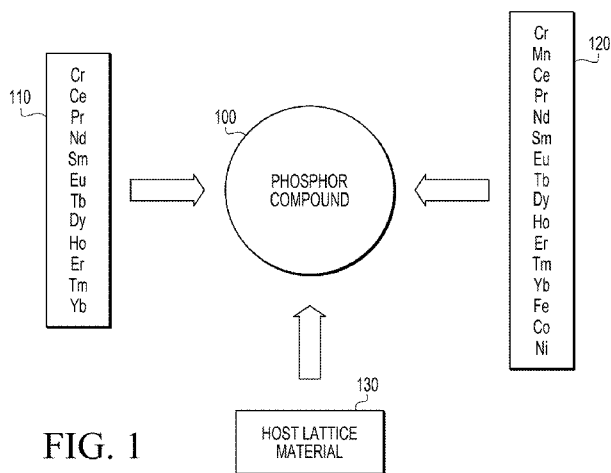 110
Cr
Ce
Pr
Nd
Sm
Eu
Tb
Dy
Ho
Er
Tm
Yb
100
PHOSPHOR
COMPOUND
120
Cr
Mn
Ce
Pr
Nd
Sm
Eu
Tb
Dy
Ho
Er
Tm
Yb
Fe
Co
Ni
130
HOST LATTICE
MATERIAL
FIG. 1